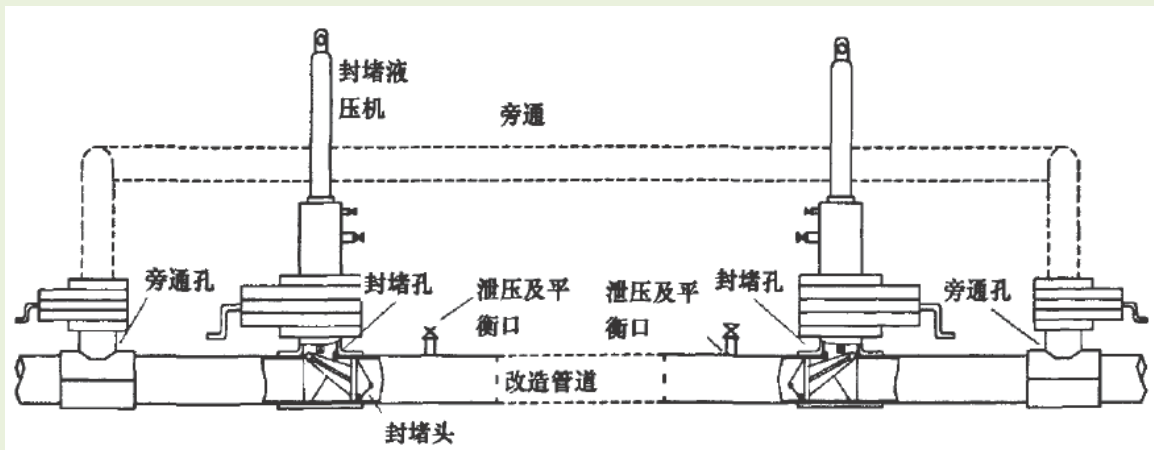 封堵液
压机
旁通
旁通孔
封堵孔
泄压及平
衡口
泄压及平
衡口
封堵孔
旁通孔
改造管道
封堵头